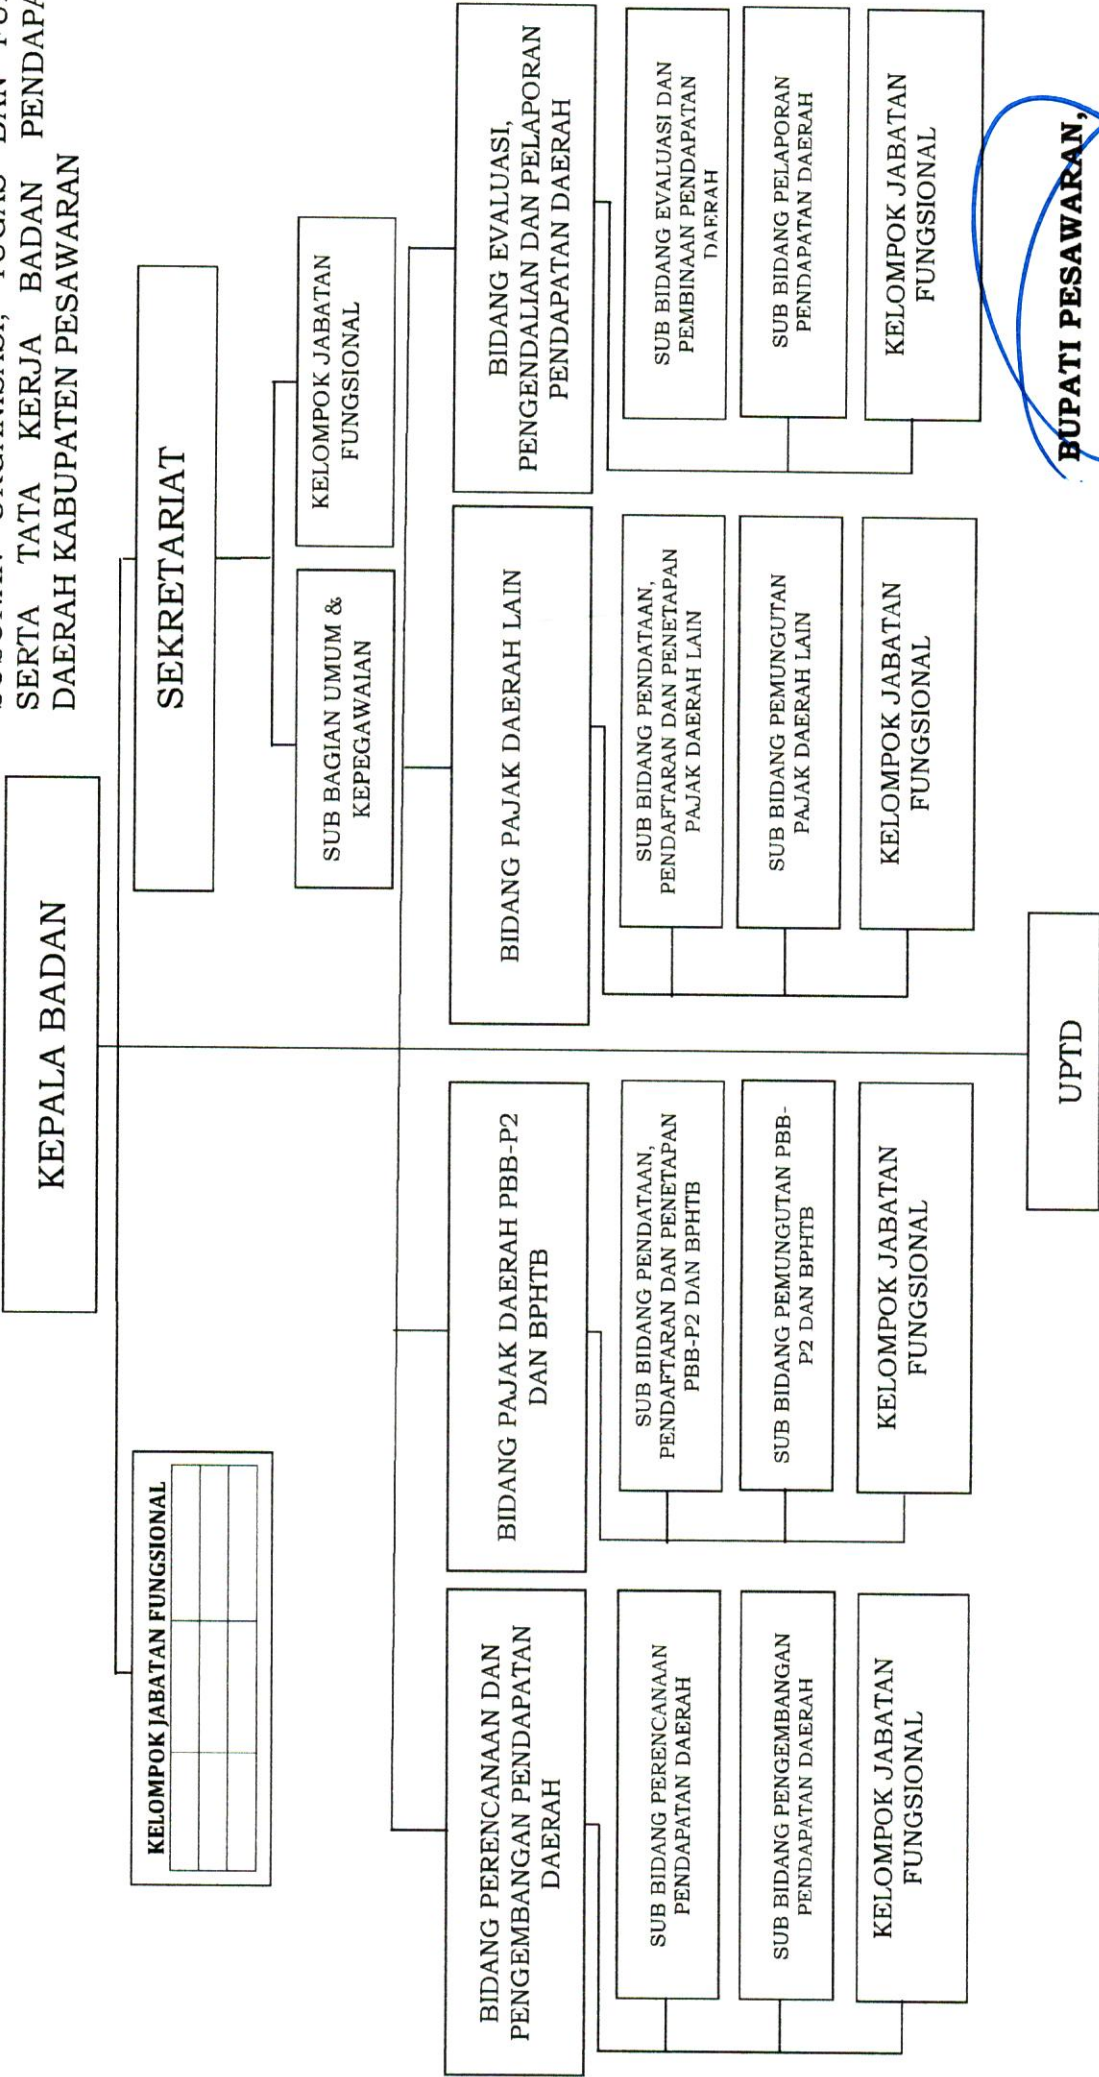 SERTA TATA KERJA BADAN
DAERAH KABUPATEN PESAWARAN
KEPALA BADAN
KELOMPOK JABATAN FUNGSIONAL
SEKRETARIAT
SUB BAGIAN UMUM &
KEPEGAWAIAN
KELOMPOK JABATAN
FUNGSIONAL
BIDANG PERENCANAAN DAN
PENGEMBANGAN PENDAPATAN
DAERAH
SUB BIDANG PERENCANAAN
PENDAPATAN DAERAH
SUB BIDANG PENGEMBANGAN
PENDAPATAN DAERAH
KELOMPOK JABATAN
FUNGSIONAL
BIDANG PAJAK DAERAH PBB-P2
DAN BPHTB
SUB BIDANG PENDATAAN,
PENDAFTARAN DAN PENETAPAN
PBB-P2 DAN BPHTB
SUB BIDANG PEMUNGUTAN PBB-
P2 DAN BPHTB
KELOMPOK JABATAN
FUNGSIONAL
BIDANG PAJAK DAERAH LAIN
SUB BIDANG PENDATAAN,
PENDAFTARAN DAN PENETAPAN
PAJAK DAERAH LAIN
SUB BIDANG PEMUNGUTAN
PAJAK DAERAH LAIN
KELOMPOK JABATAN
FUNGSIONAL
BIDANG EVALUASI,
PENGENDALIAN DAN PELAPORAN
PENDAPATAN DAERAH
SUB BIDANG EVALUASI DAN
PEMBINAAN PENDAPATAN
DAERAH
SUB BIDANG PELAPORAN
PENDAPATAN DAERAH
KELOMPOK JABATAN
FUNGSIONAL
UPTD
BUPATI PESAWARAN,